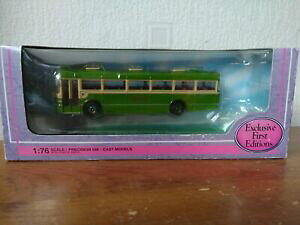 Exclusive
First
Editions
1:76 SCALE / PRECISION DIE - CAST MODELS